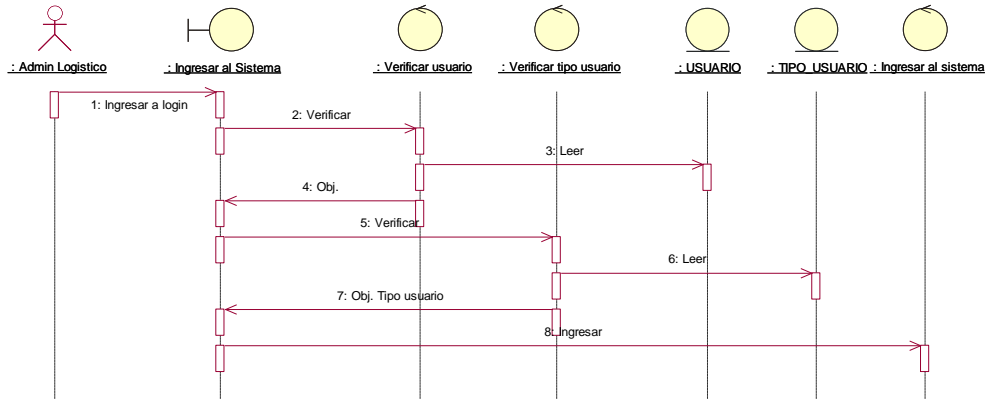 : Admin Logistico
: Ingresar al Sistema
: Verificar usuario
: Verificar tipo usuario
: USUARIO
: TIPO_USUARIO
: Ingresar al sistema
1: Ingresar a login
2: Verificar
3: Leer
4: Obj.
5: Verificar
6: Leer
7: Obj. Tipo usuario
8: Ingresar